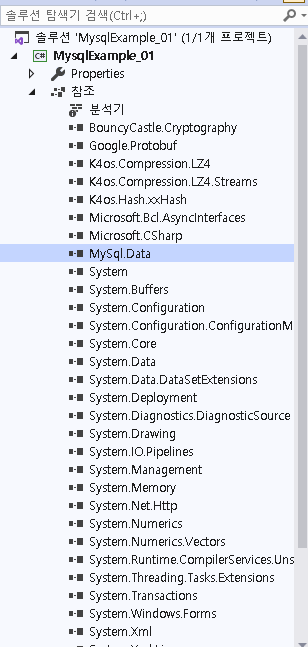 솔루션 탐색기 검색(Ctrl+;)
솔루션 'MysqlExample_01' (1/1개 프로젝트)
C# MysqlExample_01
Properties
참조
분석기
BouncyCastle.Cryptography
Google.Protobuf
K4os.Compression.LZ4
K4os.Compression.LZ4.Streams
K4os.Hash.xxHash
Microsoft.Bcl.AsyncInterfaces
Microsoft.CSharp
MySql.Data
System
System.Buffers
System.Configuration
System.Configuration.ConfigurationM
System.Core
System.Data
System.Data.DataSetExtensions
System.Deployment
System.Diagnostics.DiagnosticSource
System.Drawing
System.IO.Pipelines
System.Management
System.Memory
System.Net.Http
System.Numerics
System.Numerics.Vectors
System.Runtime.CompilerServices.Uns
System.Threading.Tasks.Extensions
System.Transactions
System.Windows.Forms
System.Xml